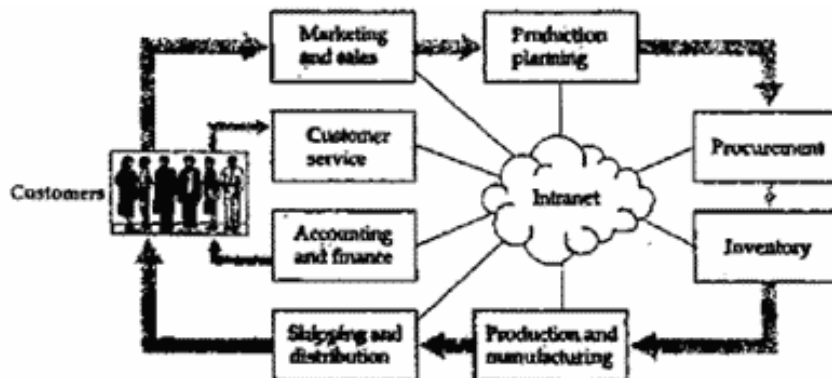 Marketing
and sales
Production
planning
Customer
service
Procurement
Customers
Intranet
Accounting
and finance
Inventory
Shipping and
distribution
Production and
manufacturing